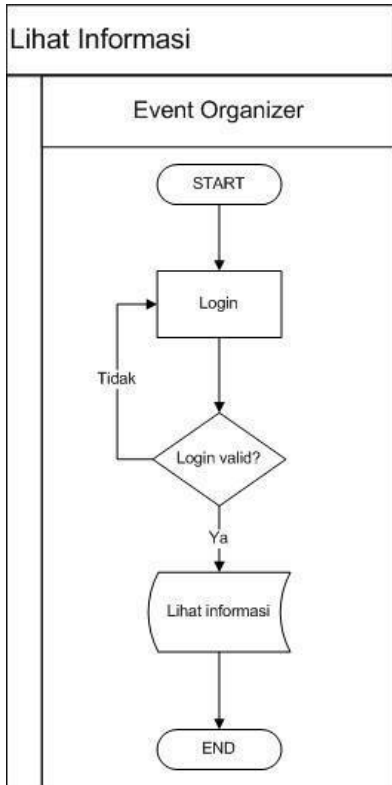 Lihat Informasi
Event Organizer
START
Login
Tidak
Login valid?
Ya
Lihat informasi
END